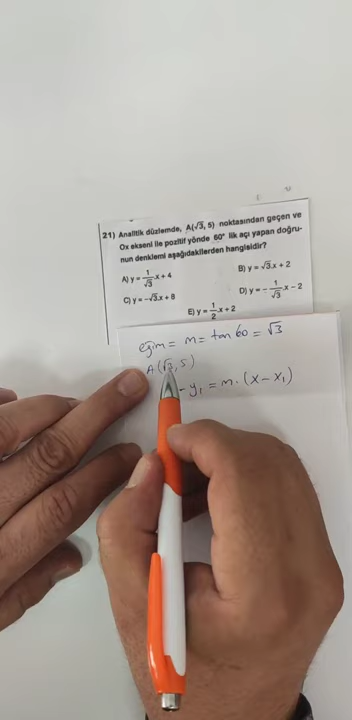 21) Analitik düzlemde, A(√3, 5) noktasından geçen ve
Ox ekseni ile pozitif yönde 60° lik açı yapan doğru-
nun denklemi aşağıdakilerden hangisidir?
A) y = 1/√3 x + 4
B) y = √3.x + 2
C) y = -√3.x + 8
D) y = - 1/√3 x - 2
E) y = 1/2 x + 2
eğim = m = tan 60 = √3
A(√3, 5)
- y₁ = m · (x - x₁)